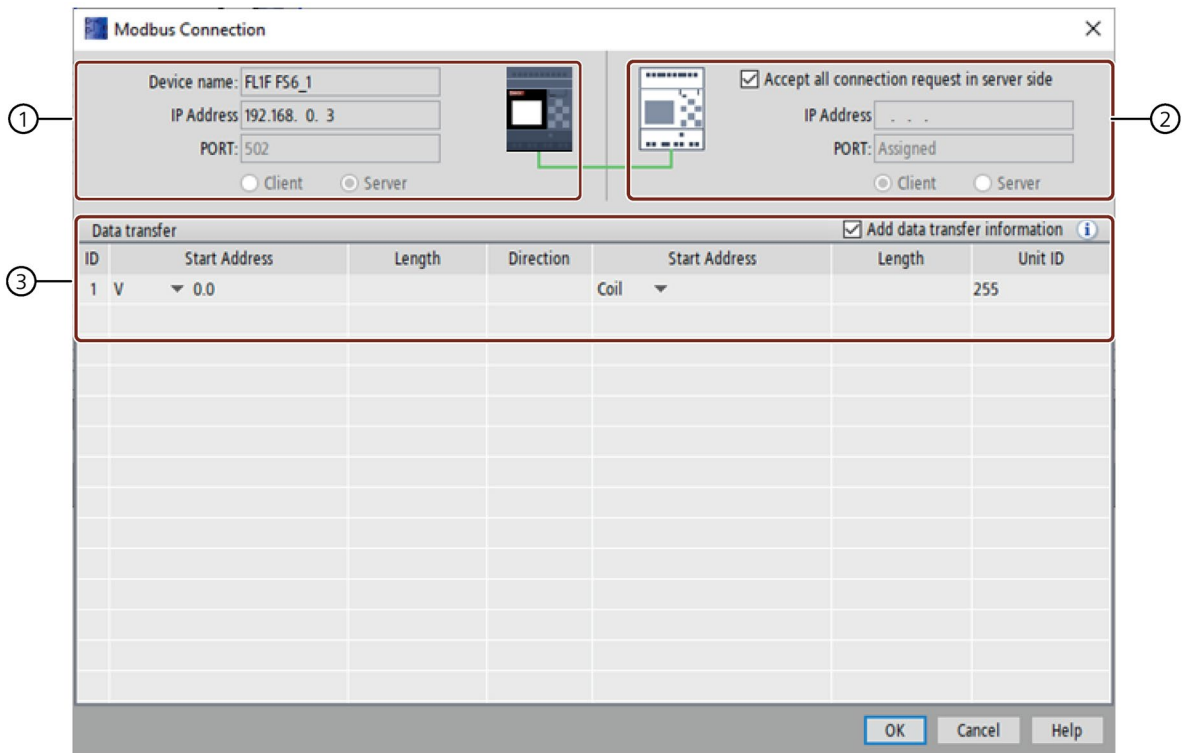 Modbus Connection
Device name: FL1F FS6_1
IP Address 192.168. 0. 3
PORT: 502
Client Server
Accept all connection request in server side
IP Address . . .
PORT: Assigned
Client Server
1
2
Data transfer Add data transfer information i
ID Start Address Length Direction Start Address Length Unit ID
3
1 V 0.0 Coil 255
OK Cancel Help